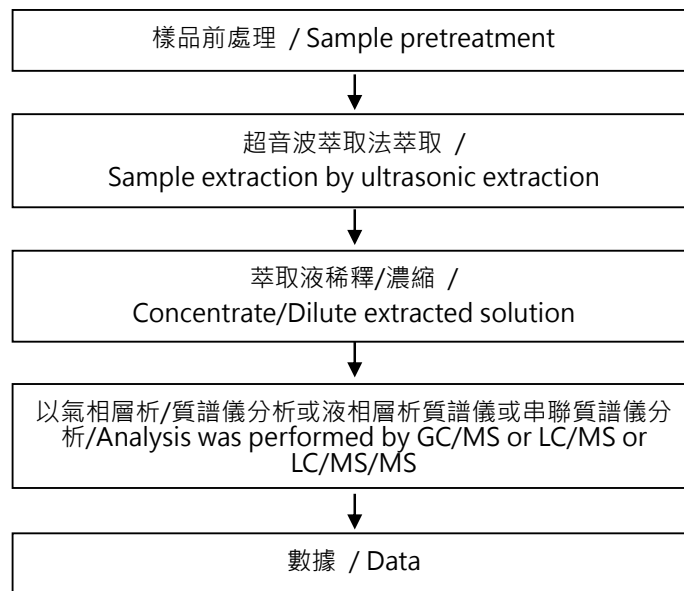 樣品前處理 / Sample pretreatment
超音波萃取法萃取 /
Sample extraction by ultrasonic extraction
萃取液稀釋/濃縮 /
Concentrate/Dilute extracted solution
以氣相層析/質譜儀分析或液相層析質譜儀或串聯質譜儀分
析/Analysis was performed by GC/MS or LC/MS or
LC/MS/MS
數據 / Data